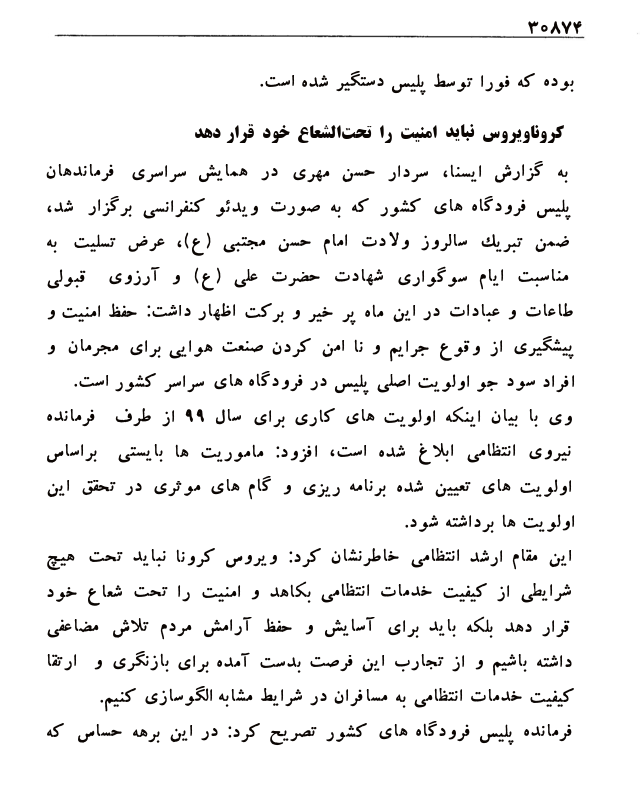 ۳۰۸۷۴
بوده که فورا توسط پلیس دستگیر شده است.
کروناویروس نباید امنیت را تحت‌الشعاع خود قرار دهد
به گزارش ایسنا، سردار حسن مهری در همایش سراسری فرماندهان
پلیس فرودگاه های کشور که به صورت ویدئو کنفرانسی برگزار شد،
ضمن تبریك سالروز ولادت امام حسن مجتبی (ع)، عرض تسلیت به
مناسبت ایام سوگواری شهادت حضرت علی (ع) و آرزوی قبولی
طاعات و عبادات در این ماه پر خیر و برکت اظهار داشت: حفظ امنیت و
پیشگیری از وقوع جرایم و نا امن کردن صنعت هوایی برای مجرمان و
افراد سود جو اولویت اصلی پلیس در فرودگاه های سراسر کشور است.
وی با بیان اینکه اولویت های کاری برای سال ۹۹ از طرف فرمانده
نیروی انتظامی ابلاغ شده است، افزود: ماموریت ها بایستی براساس
اولویت های تعیین شده برنامه ریزی و گام های موثری در تحقق این
اولویت ها برداشته شود.
این مقام ارشد انتظامی خاطرنشان کرد: ویروس کرونا نباید تحت هیچ
شرایطی از کیفیت خدمات انتظامی بکاهد و امنیت را تحت شعاع خود
قرار دهد بلکه باید برای آسایش و حفظ آرامش مردم تلاش مضاعفی
داشته باشیم و از تجارب این فرصت بدست آمده برای بازنگری و ارتقا
کیفیت خدمات انتظامی به مسافران در شرایط مشابه الگوسازی کنیم.
فرمانده پلیس فرودگاه های کشور تصریح کرد: در این برهه حساس که